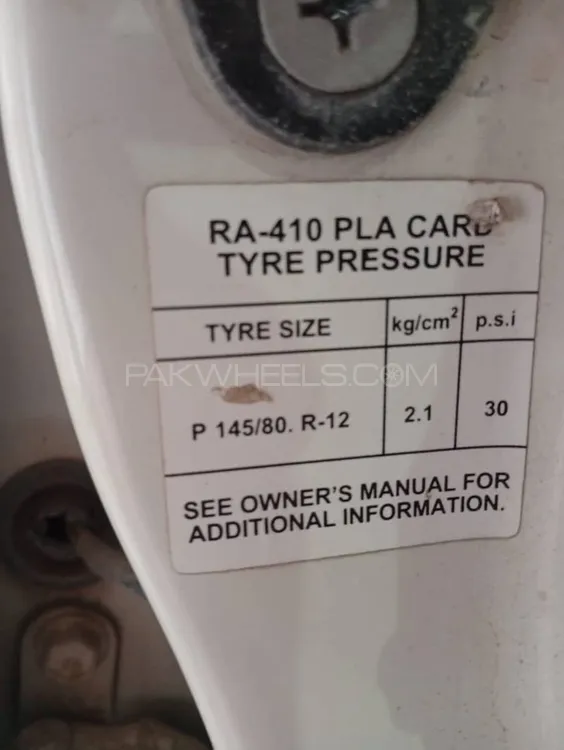 RA-410 PLA CARD
TYRE PRESSURE
TYRE SIZE kg/cm² p.s.i
PAKWHEELS.COM
P 145/80. R-12 2.1 30
SEE OWNER'S MANUAL FOR
ADDITIONAL INFORMATION.